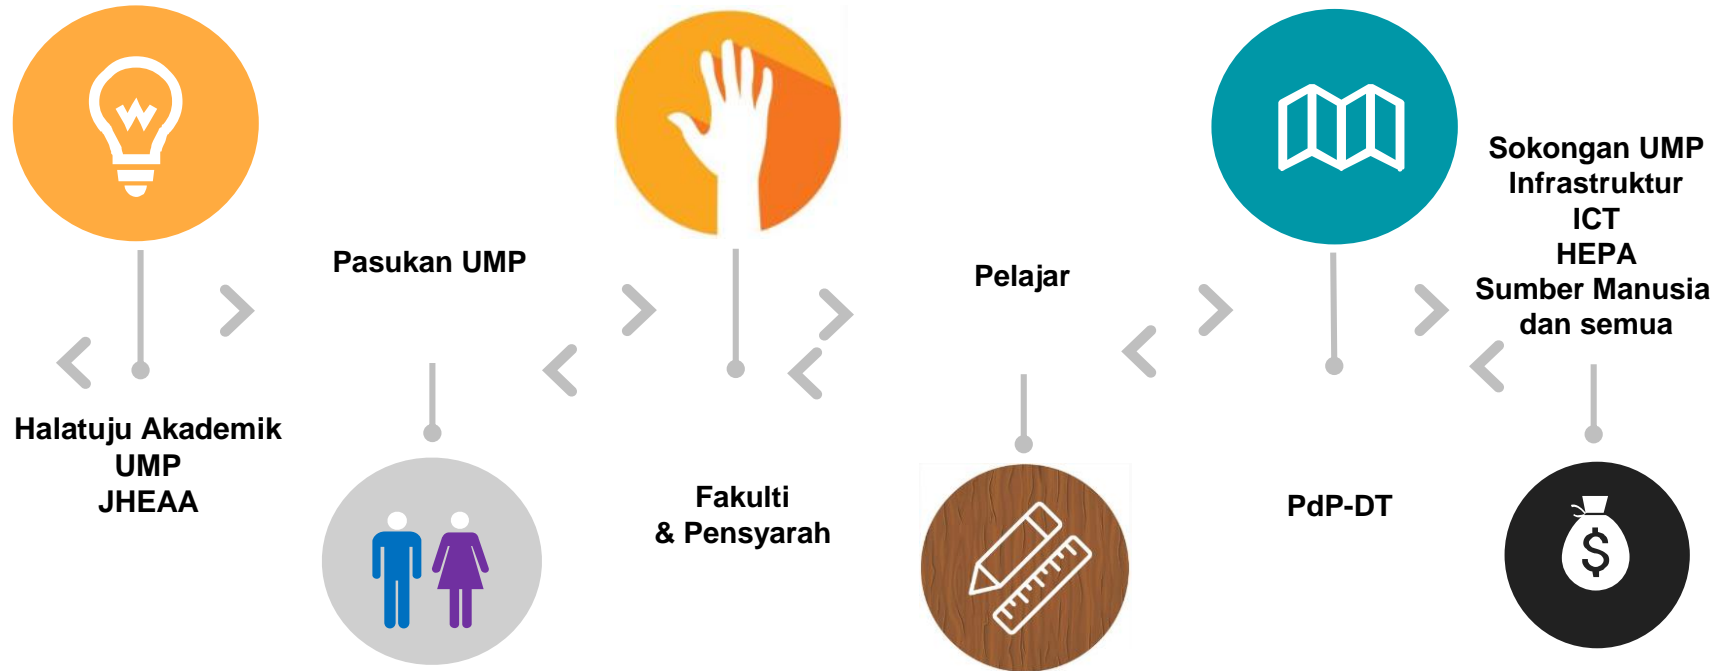 Halatuju Akademik
UMP
JHEAA
Pasukan UMP
Fakulti
& Pensyarah
Pelajar
PdP-DT
Sokongan UMP
Infrastruktur
ICT
HEPA
Sumber Manusia
dan semua
$